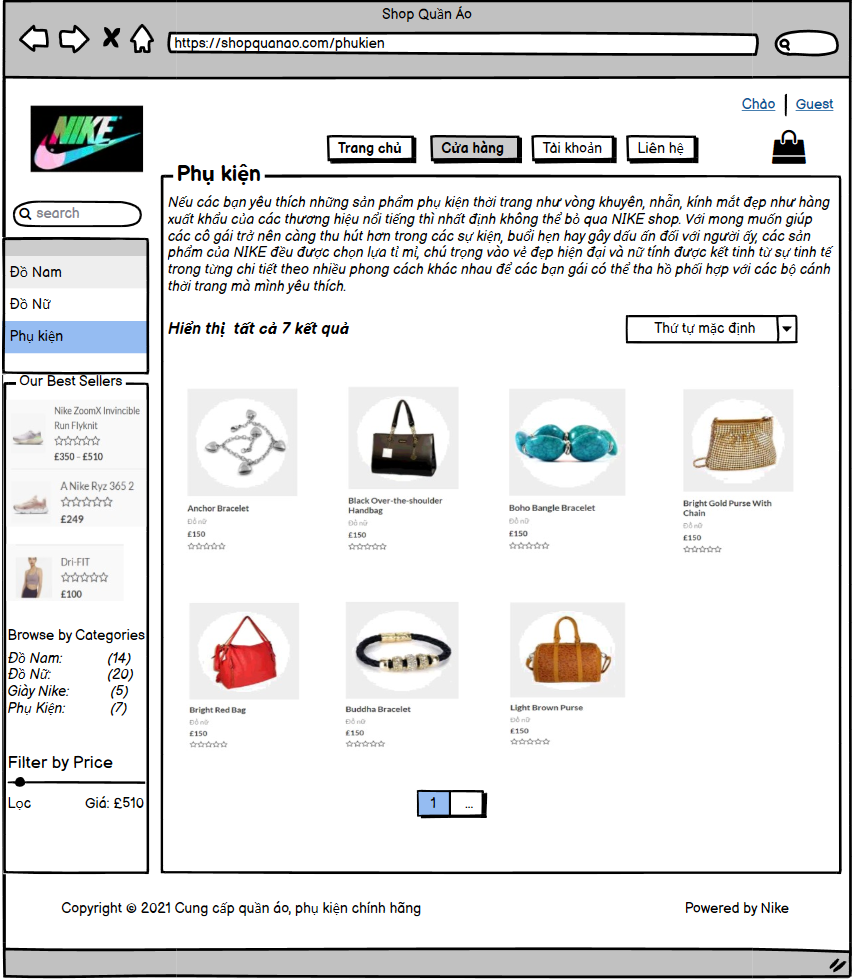 Shop Quần Áo
https://shopquanao.com/phukien
Chào | Guest
NIKE
Trang chủ
Cửa hàng
Tài khoản
Liên hệ
search
Đồ Nam
Đồ Nữ
Phụ kiện
Phụ kiện
Nếu các bạn yêu thích những sản phẩm phụ kiện thời trang như vòng khuyên, nhẫn, kính mắt đẹp như hàng
xuất khẩu của các thương hiệu nổi tiếng thì nhất định không thể bỏ qua NIKE shop. Với mong muốn giúp
các cô gái trở nên càng thu hút hơn trong các sự kiện, buổi hẹn hay gây dấu ấn đối với người ấy, các sản
phẩm của NIKE đều được chọn lựa tỉ mỉ, chú trọng vào vẻ đẹp hiện đại và nữ tính được kết tinh từ sự tinh tế
trong từng chi tiết theo nhiều phong cách khác nhau để các bạn gái có thể tha hồ phối hợp với các bộ cánh
thời trang mà mình yêu thích.
Hiển thị tất cả 7 kết quả
Thứ tự mặc định
Our Best Sellers
Nike ZoomX Invincible
Run Flyknit
£350 - £510
A Nike Ryz 365 2
£249
Dri-FIT
£100
Browse by Categories
Đồ Nam: (14)
Đồ Nữ: (20)
Giày Nike: (5)
Phụ Kiện: (7)
Filter by Price
Lọc
Giá: £510
Anchor Bracelet
Đồ nữ
£150
Black Over-the-shoulder
Handbag
Đồ nữ
£150
Boho Bangle Bracelet
Đồ nữ
£150
Bright Gold Purse With
Chain
Đồ nữ
£150
Bright Red Bag
Đồ nữ
£150
Buddha Bracelet
Đồ nữ
£150
Light Brown Purse
Đồ nữ
£150
1
...
Copyright © 2021 Cung cấp quần áo, phụ kiện chính hãng
Powered by Nike